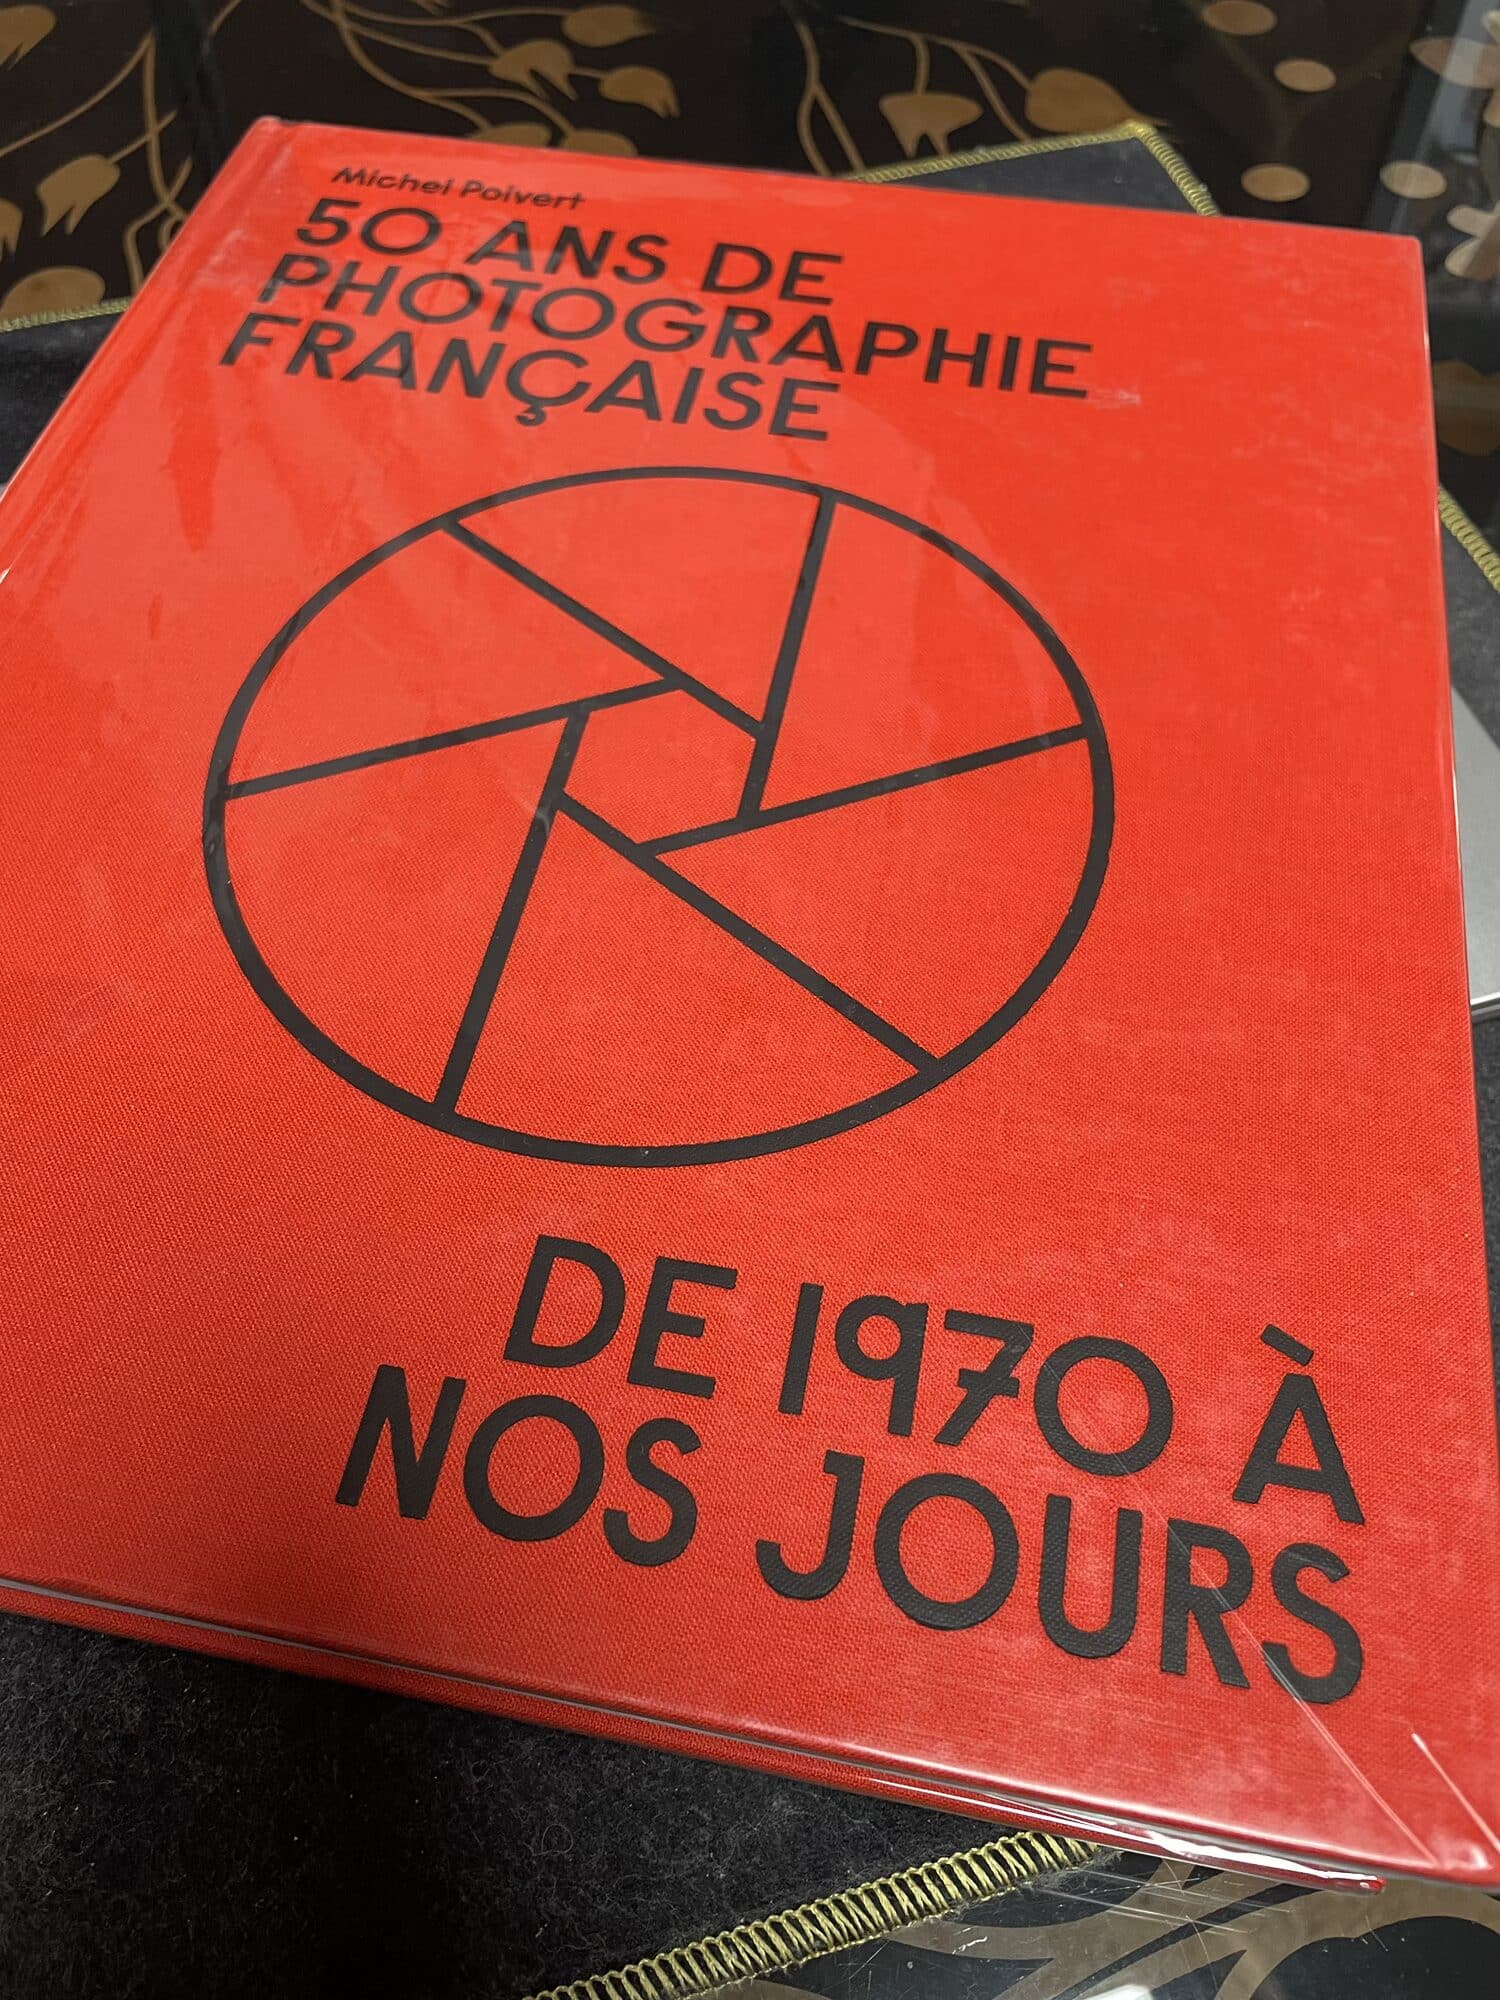 Michel Poivert
50 ANS DE
PHOTOGRAPHIE
FRANÇAISE
DE 1970 À
NOS JOURS